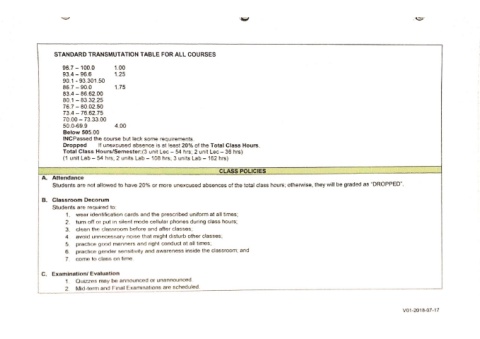 STANDARD TRANSMUTATION TABLE FOR ALL COURSES
96.7 – 100.0 1.00
93.4 – 96.6 1.25
90.1 - 93.301.50
86.7 – 90.0 1.75
83.4 – 86.62.00
80.1 – 83.32.25
76.7 – 80.02.50
73.4 – 76.62.75
70.00 – 73.33.00
50.0-69.9 4.00
Below 505.00
INCPassed the course but lack some requirements
Dropped If unexcused absence is at least 20% of the Total Class Hours.
Total Class Hours/Semester:(3 unit Lec – 54 hrs; 2 unit Lec – 36 hrs)
(1 unit Lab – 54 hrs; 2 units Lab – 108 hrs; 3 units Lab – 162 hrs)
CLASS POLICIES
A. Attendance
Students are not allowed to have 20% or more unexcused absences of the total class hours; otherwise, they will be graded as "DROPPED".
B. Classroom Decorum
Students are required to:
1. wear identification cards and the prescribed uniform at all times;
2. turn off or put in silent mode cellular phones during class hours;
3. clean the classroom before and after classes;
4. avoid unnecessary noise that might disturb other classes;
5. practice good manners and right conduct at all times;
6. practice gender sensitivity and awareness inside the classroom; and
7. come to class on time.
C. Examination/ Evaluation
1. Quizzes may be announced or unannounced.
2. Mid-term and Final Examinations are scheduled.
V01-2018-07-17